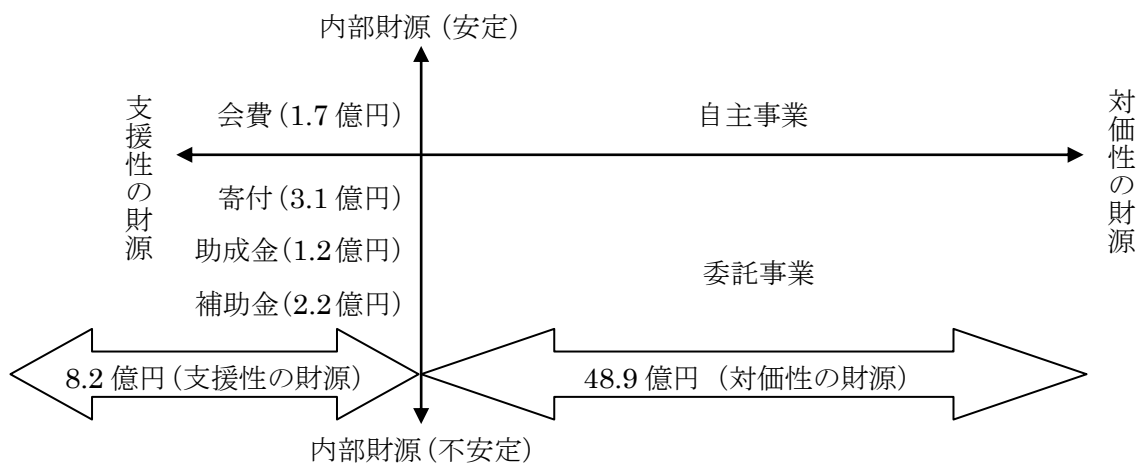 内部財源（安定）
支援性の財源
会費（1.7 億円）
自主事業
対価性の財源
寄付（3.1 億円）
助成金（1.2 億円）
委託事業
補助金（2.2 億円）
8.2 億円（支援性の財源）
48.9 億円 （対価性の財源）
内部財源（不安定）